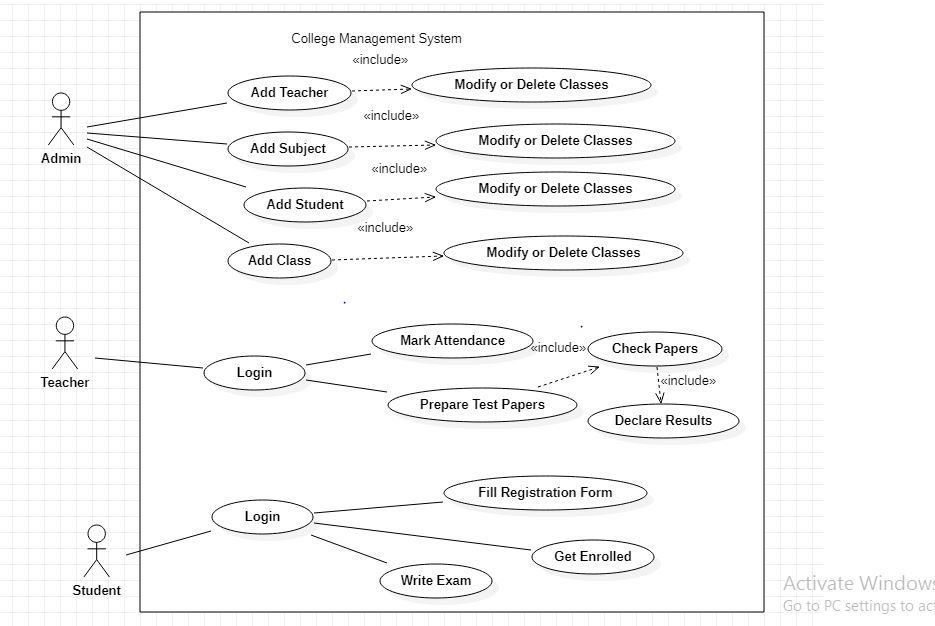 College Management System
«include»
Add Teacher
Modify or Delete Classes
«include»
Admin
Add Subject
Modify or Delete Classes
«include»
Add Student
Modify or Delete Classes
«include»
Add Class
Modify or Delete Classes
Teacher
Login
Mark Attendance
«include»
Check Papers
«include»
Prepare Test Papers
Declare Results
Student
Login
Fill Registration Form
Get Enrolled
Write Exam
Activate Windows
Go to PC settings to act